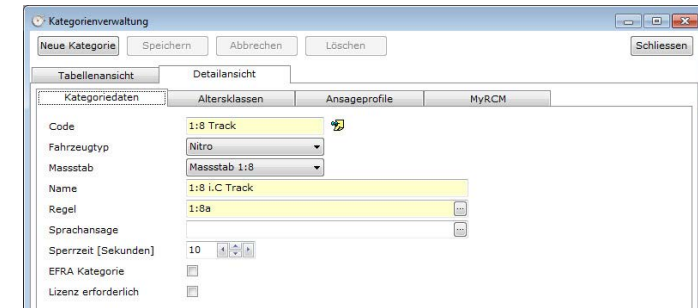 Kategorienverwaltung
Neue Kategorie Speichern Abbrechen Löschen Schliessen
Tabellenansicht Detailansicht
Kategoriedaten Altersklassen Ansageprofile MyRCM
Code 1:8 Track
Fahrzeugtyp Nitro
Massstab Massstab 1:8
Name 1:8 i.C Track
Regel 1:8a ...
Sprachansage ...
Sperrzeit [Sekunden] 10
EFRA Kategorie
Lizenz erforderlich